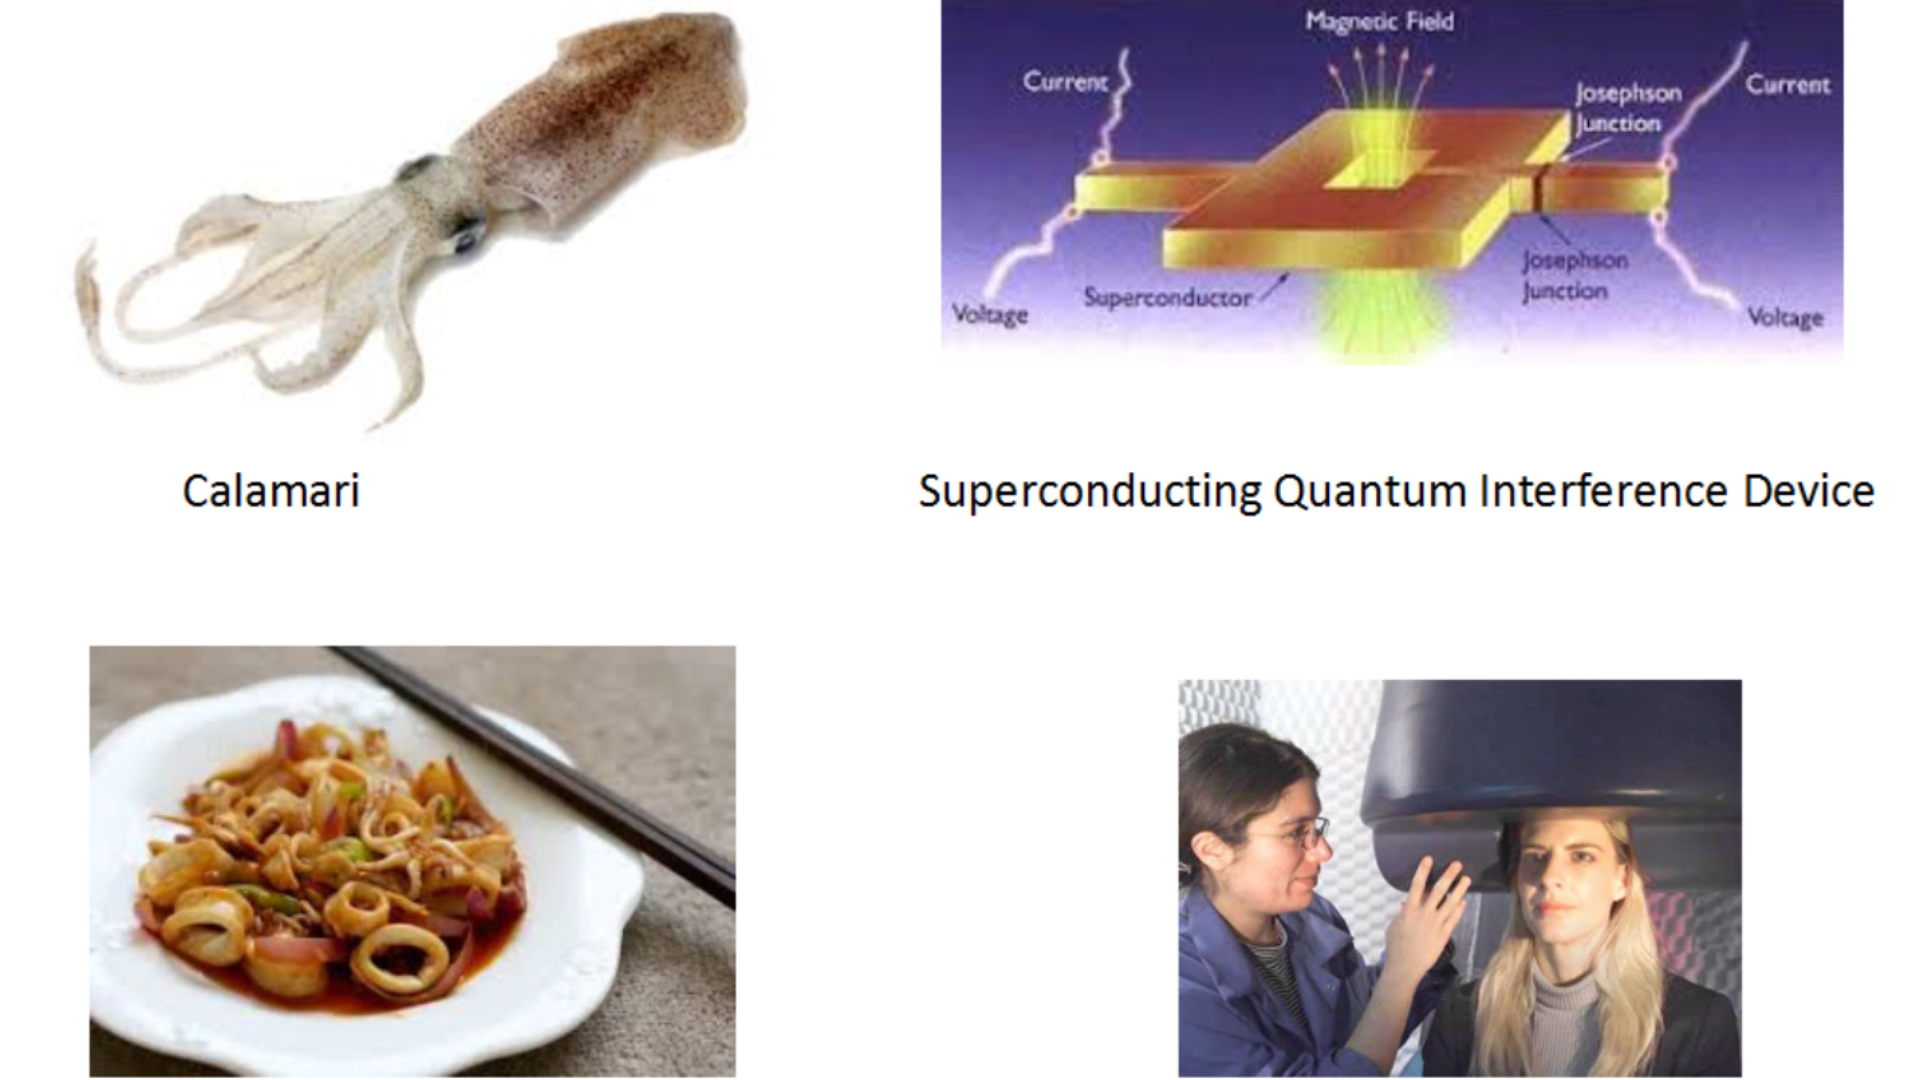 Magnetic Field
Current
Josephson
Junction
Current
Josephson
Junction
Superconductor
Voltage
Voltage
Calamari
Superconducting Quantum Interference Device